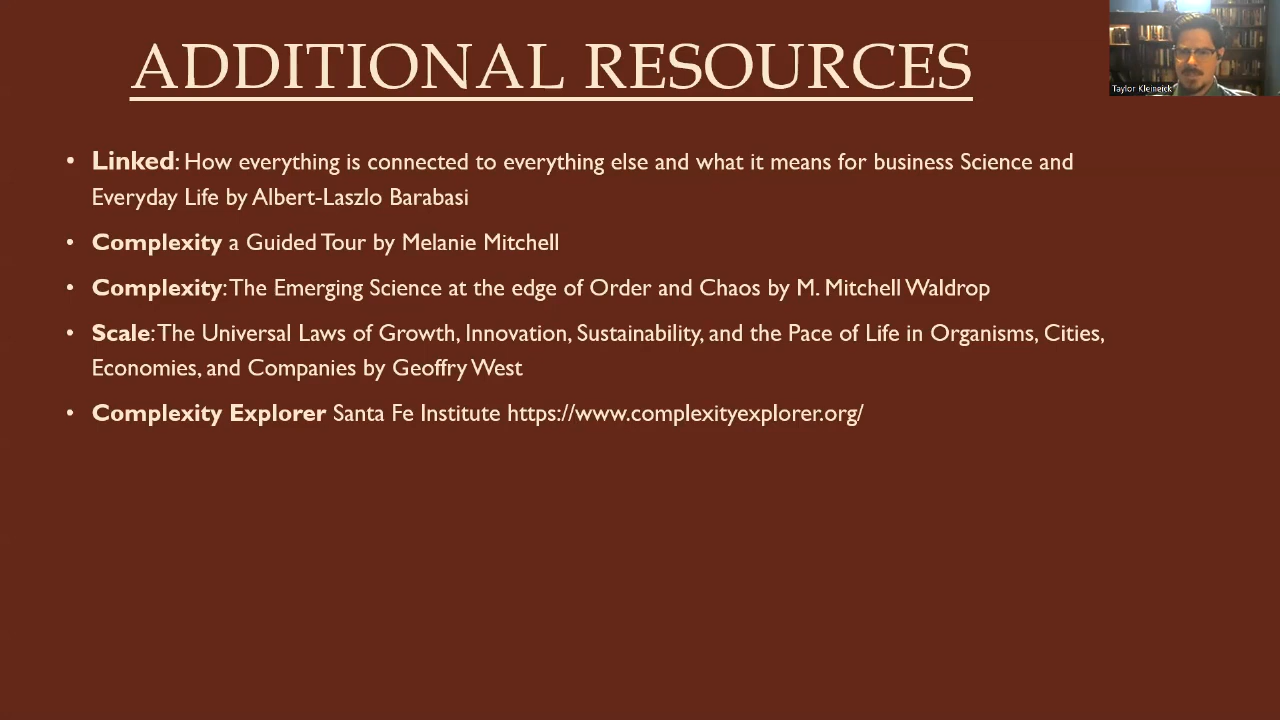 ADDITIONAL RESOURCES
Taylor Kleineick
• Linked: How everything is connected to everything else and what it means for business Science and
Everyday Life by Albert-Laszlo Barabasi
• Complexity a Guided Tour by Melanie Mitchell
• Complexity: The Emerging Science at the edge of Order and Chaos by M. Mitchell Waldrop
• Scale: The Universal Laws of Growth, Innovation, Sustainability, and the Pace of Life in Organisms, Cities,
Economies, and Companies by Geoffry West
• Complexity Explorer Santa Fe Institute https://www.complexityexplorer.org/